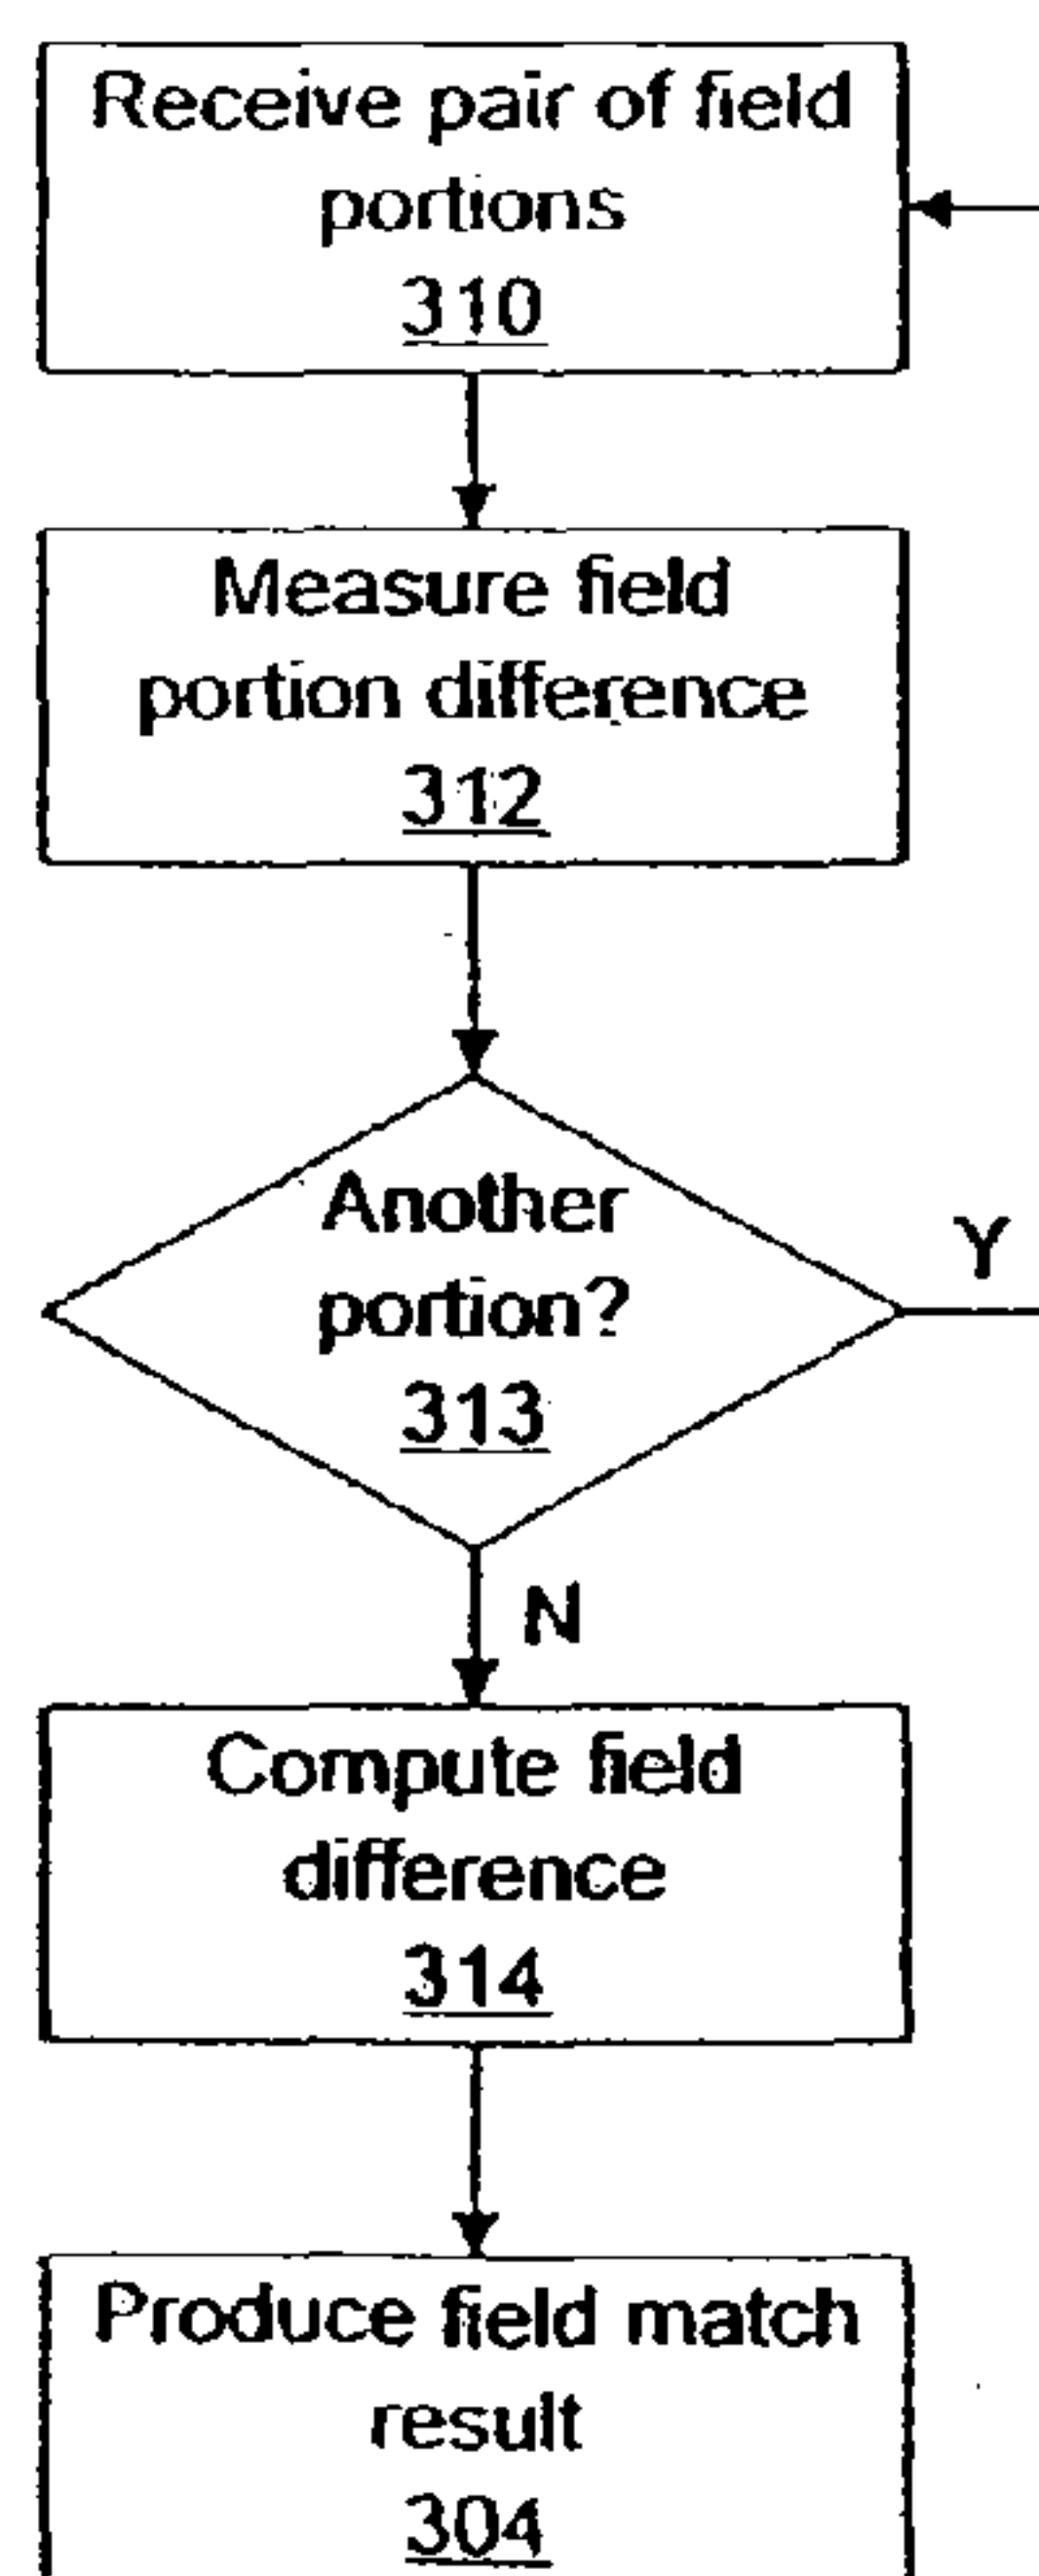 Receive pair of field
portions
310
Measure field
portion difference
312
Another
portion?
313
Y
N
Compute field
difference
314
Produce field match
result
304